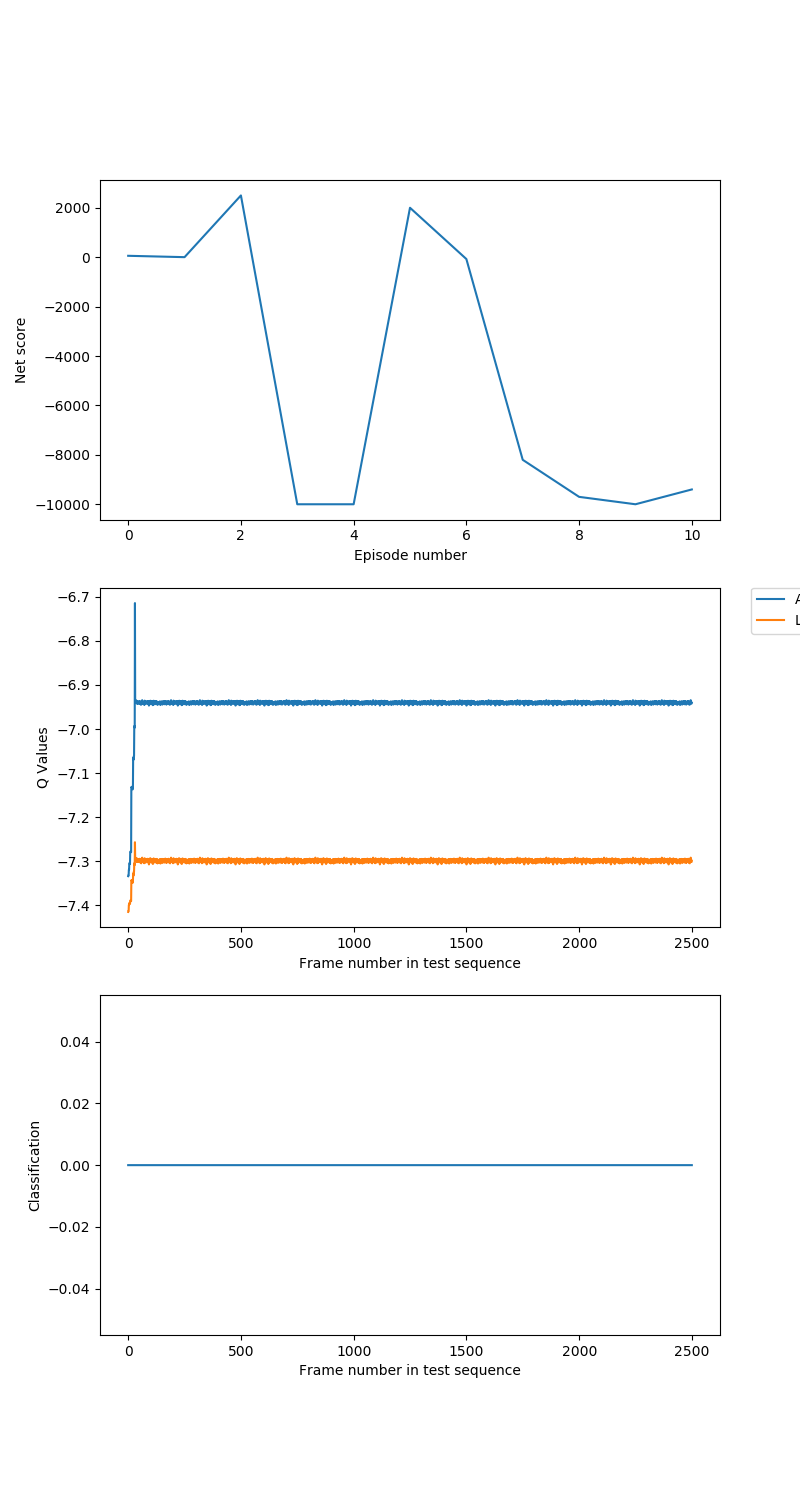 2000
0
−2000
−4000
−6000
−8000
−10000
Net score
0 2 4 6 8 10
Episode number
−6.7
−6.8
−6.9
−7.0
−7.1
−7.2
−7.3
−7.4
Q Values
0 500 1000 1500 2000 2500
Frame number in test sequence
0.04
0.02
0.00
−0.02
−0.04
Classification
0 500 1000 1500 2000 2500
Frame number in test sequence